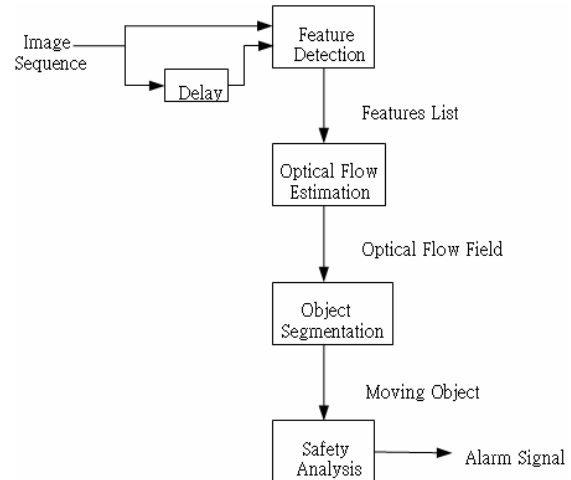 Image
Sequence
Feature
Detection
Delay
Features List
Optical Flow
Estimation
Optical Flow Field
Object
Segmentation
Moving Object
Safety
Analysis
Alarm Signal